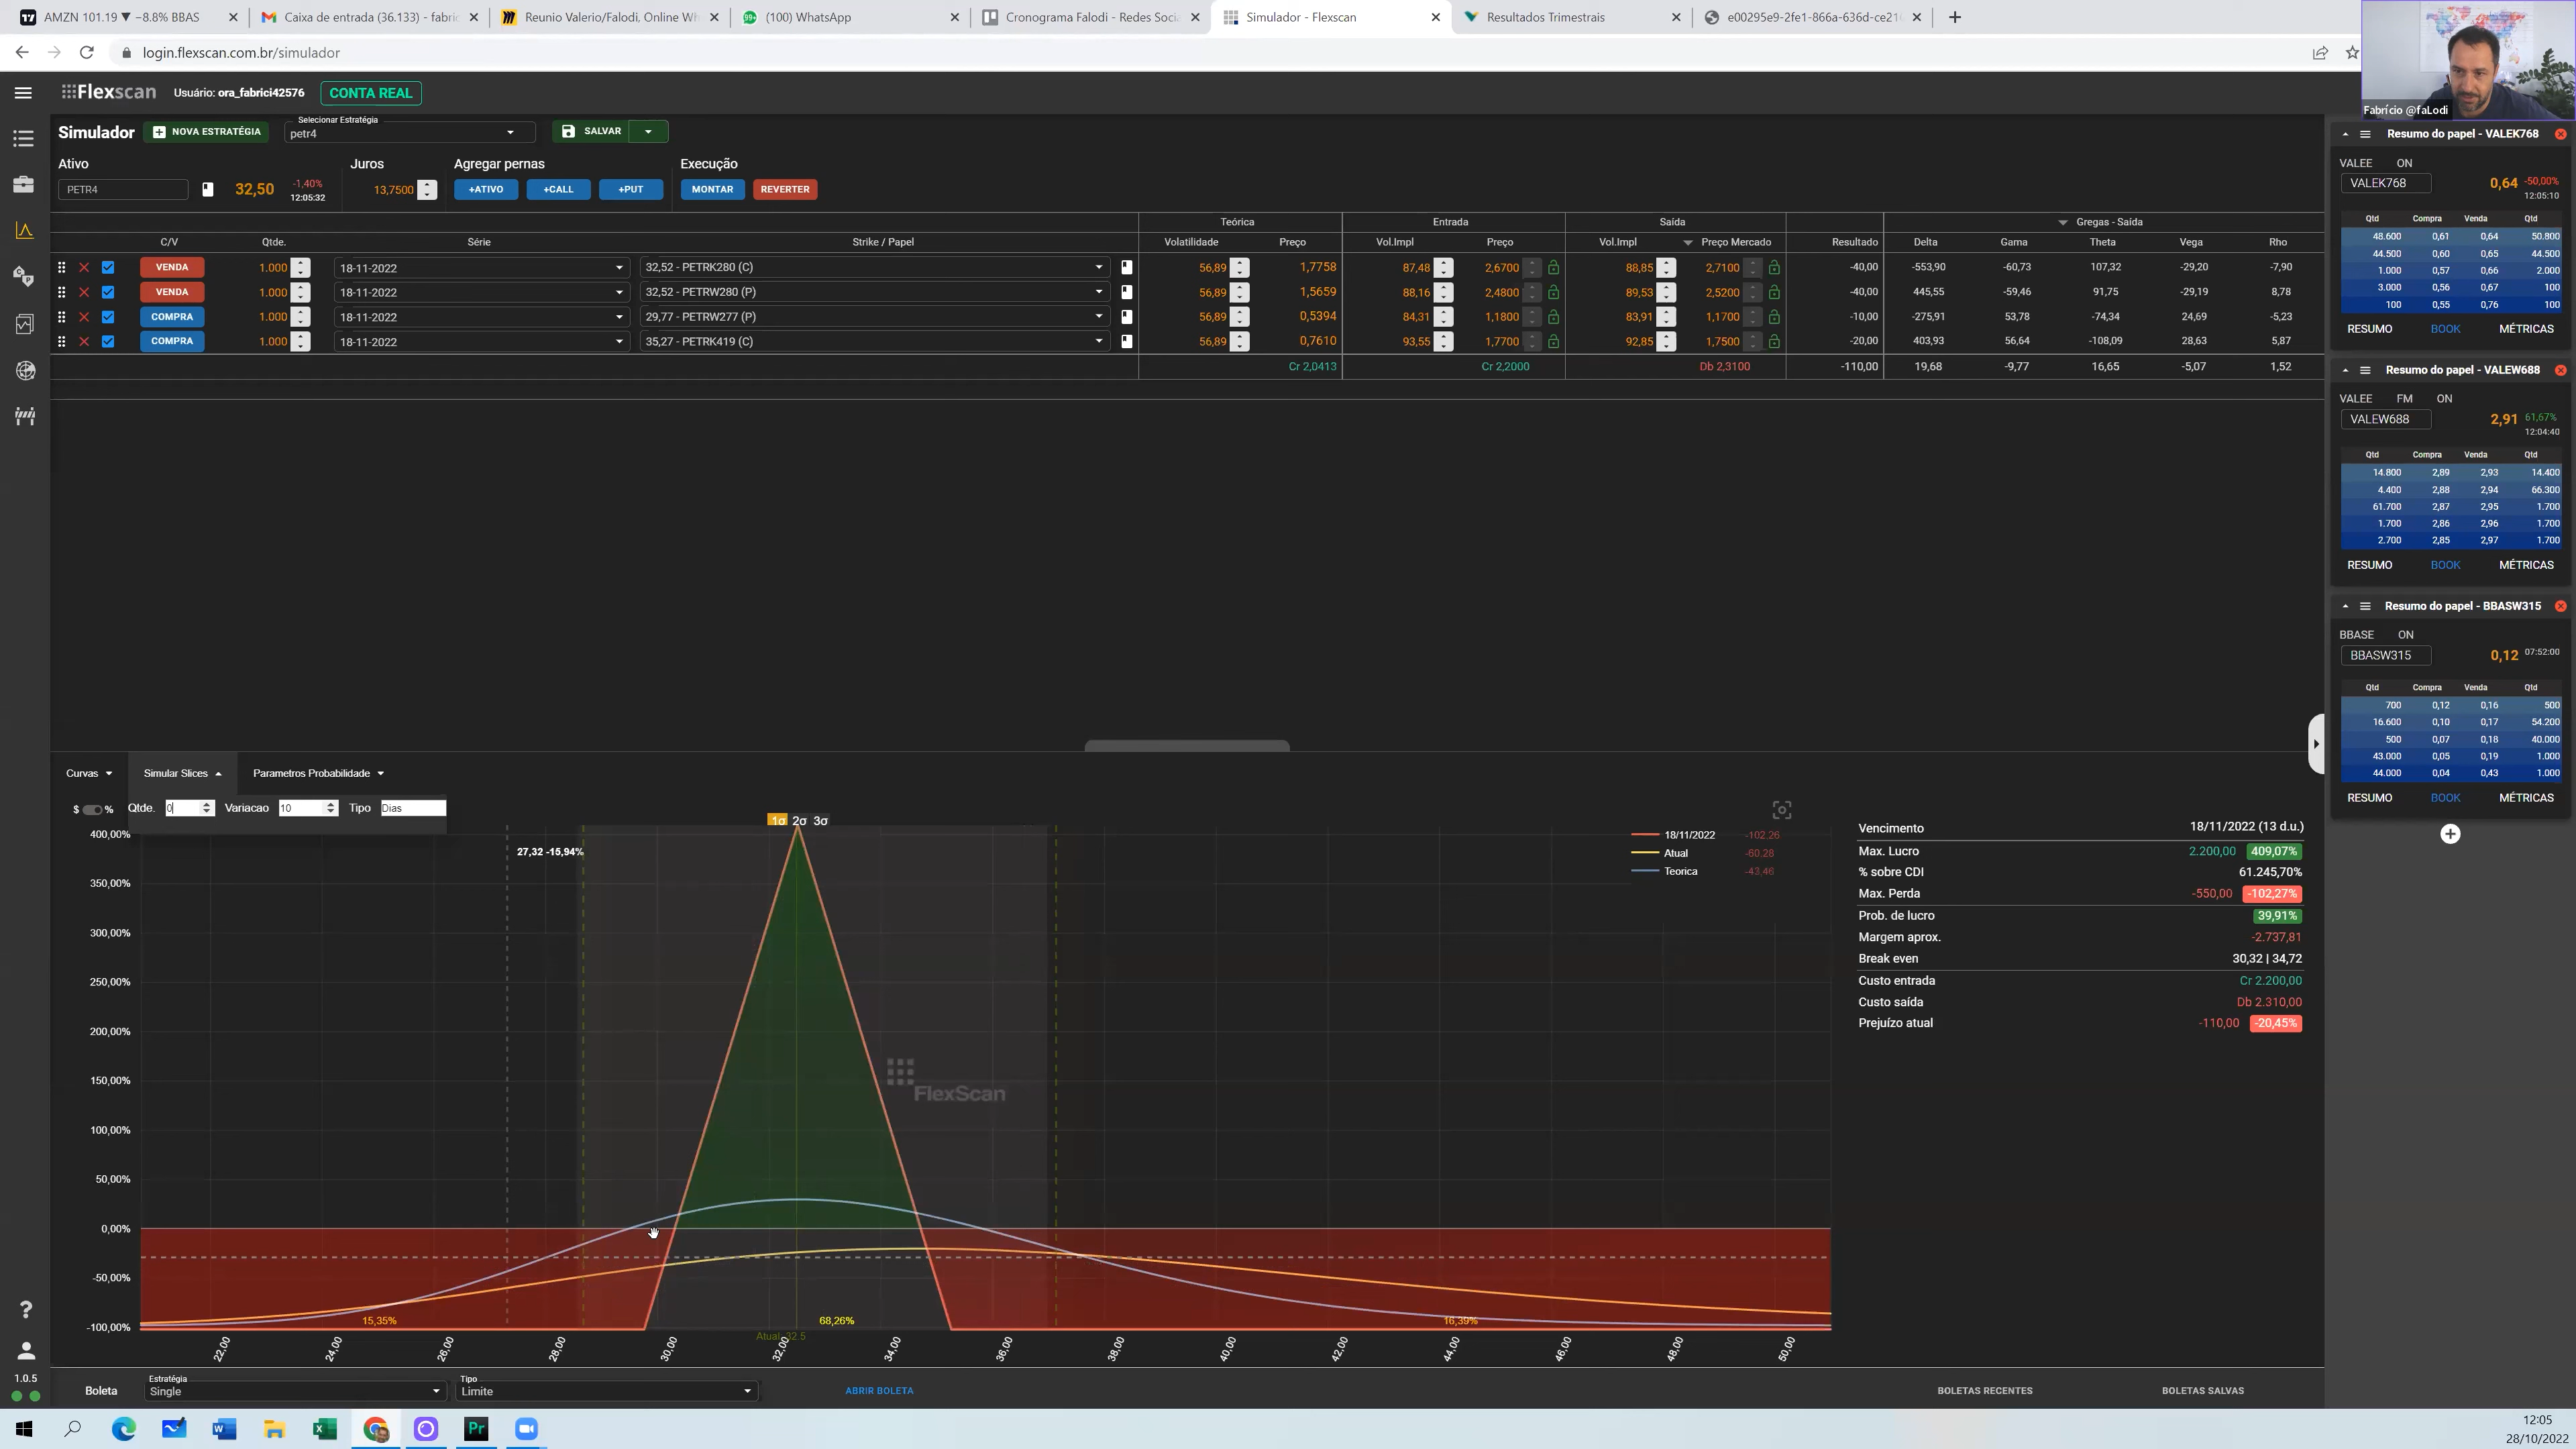 AMZN 101.19 ▼ −8.8% BBAS
Caixa de entrada (36.133) - fabric
Reunio Valerio/Falodi, Online Wh
(100) WhatsApp
Cronograma Falodi - Redes Socia
Simulador - Flexscan
Resultados Trimestrais
e00295e9-2fe1-866a-636d-ce210
login.flexscan.com.br/simulador
Fabrício @faLodi
Flexscan
Usuário: ora_fabrici42576
CONTA REAL
Simulador
NOVA ESTRATÉGIA
Selecionar Estratégia
petr4
SALVAR
Ativo
Juros
Agregar pernas
Execução
PETR4
32,50
-1,40%
12:05:32
13,7500
+ATIVO
+CALL
+PUT
MONTAR
REVERTER
Teórica
Entrada
Saída
Gregas - Saída
C/V Qtde. Série Strike / Papel Volatilidade Preço Vol.Impl Preço Vol.Impl Preço Mercado Resultado Delta Gama Theta Vega Rho
VENDA 1.000 18-11-2022 32,52 - PETRK280 (C) 56,89 1,7758 87,48 2,6700 88,85 2,7100 -40,00 -553,90 -60,73 107,32 -29,20 -7,90
VENDA 1.000 18-11-2022 32,52 - PETRW280 (P) 56,89 1,5659 88,16 2,4800 89,53 2,5200 -40,00 445,55 -59,46 91,75 -29,19 8,78
COMPRA 1.000 18-11-2022 29,77 - PETRW277 (P) 56,89 0,5394 84,31 1,1800 83,91 1,1700 -10,00 -275,91 53,78 -74,34 24,69 -5,23
COMPRA 1.000 18-11-2022 35,27 - PETRK419 (C) 56,89 0,7610 93,55 1,7700 92,85 1,7500 -20,00 403,93 56,64 -108,09 28,63 5,87
Cr 2,0413 Cr 2,2000 Db 2,3100 -110,00 19,68 -9,77 16,65 -5,07 1,52
Resumo do papel - VALEK768
VALEE ON
VALEK768 0,64 -50,00%
12:05:10
Qtd Compra Venda Qtd
48.600 0,61 0,64 50.800
44.500 0,60 0,65 44.500
1.000 0,57 0,66 2.000
3.000 0,56 0,67 100
100 0,55 0,76 100
RESUMO BOOK MÉTRICAS
Resumo do papel - VALEW688
VALEE FM ON
VALEW688 2,91 61,67%
12:04:40
Qtd Compra Venda Qtd
14.800 2,89 2,93 14.400
4.400 2,88 2,94 66.300
61.700 2,87 2,95 1.700
1.700 2,86 2,96 1.700
2.700 2,85 2,97 1.700
RESUMO BOOK MÉTRICAS
Resumo do papel - BBASW315
BBASE ON
BBASW315 0,12 07:52:00
Qtd Compra Venda Qtd
700 0,12 0,16 500
16.600 0,10 0,17 54.200
500 0,07 0,18 40.000
43.000 0,05 0,19 1.000
44.000 0,04 0,43 1.000
RESUMO BOOK MÉTRICAS
Curvas
Simular Slices
Parametros Probabilidade
$ %
Qtde. 0 Variacao 10 Tipo Dias
1σ 2σ 3σ
27,32 -15,94%
18/11/2022 -102,26
Atual -60.28
Teorica -43,46
400,00%
350,00%
300,00%
250,00%
200,00%
150,00%
100,00%
50,00%
0,00%
-50,00%
-100,00%
FlexScan
15,35%
68,26%
16,39%
Atual: 32.5
22,00 24,00 26,00 28,00 30,00 32,00 34,00 36,00 38,00 40,00 42,00 44,00 46,00 48,00 50,00
Vencimento 18/11/2022 (13 d.u.)
Max. Lucro 2.200,00 409,07%
% sobre CDI 61.245,70%
Max. Perda -550,00 -102,27%
Prob. de lucro 39,91%
Margem aprox. -2.737,81
Break even 30,32 | 34,72
Custo entrada Cr 2.200,00
Custo saída Db 2.310,00
Prejuízo atual -110,00 -20,45%
1.0.5
Boleta
Estratégia
Single
Tipo
Limite
ABRIR BOLETA
BOLETAS RECENTES
BOLETAS SALVAS
12:05
28/10/2022